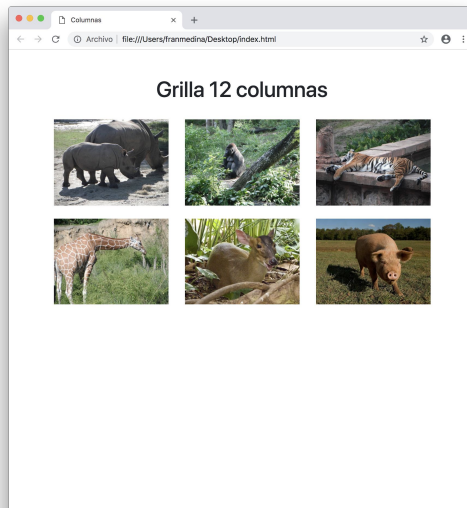 Columnas
Archivo file:///Users/franmedina/Desktop/index.html
Grilla 12 columnas